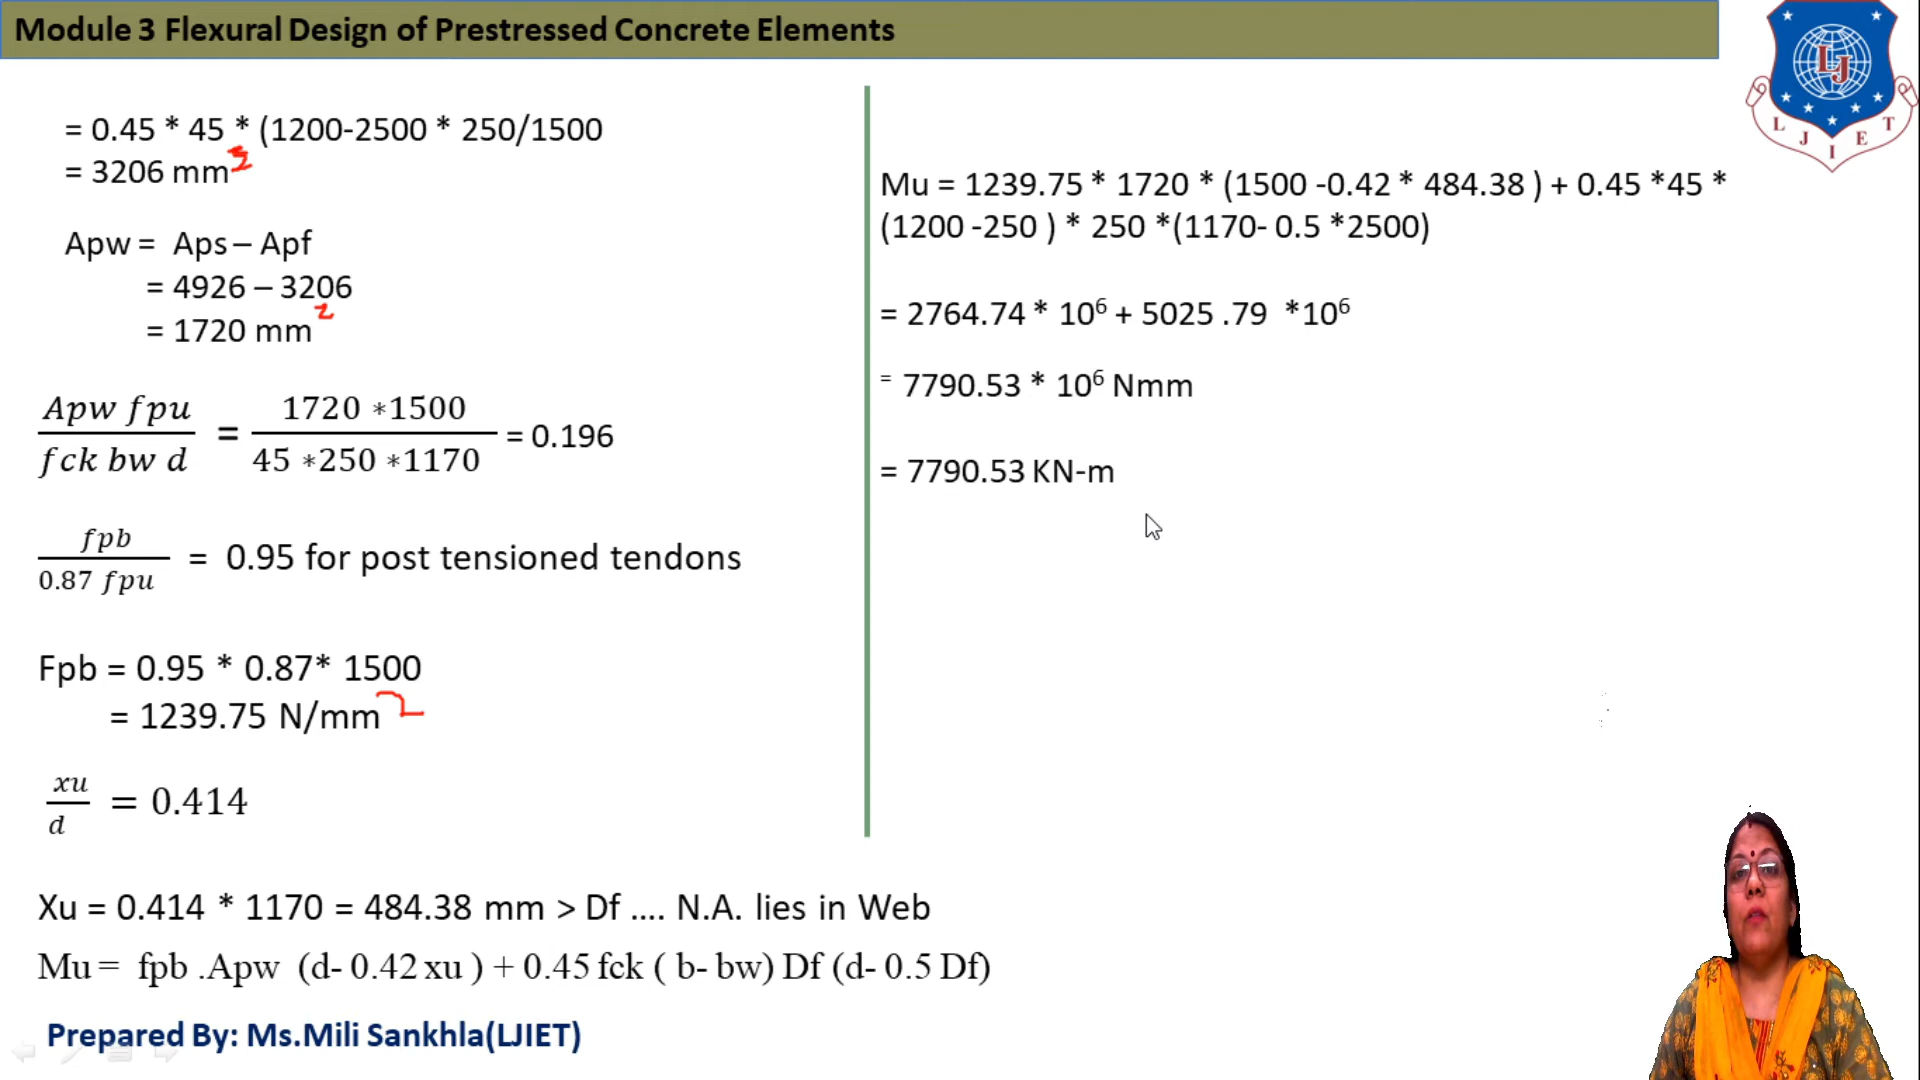 Module 3 Flexural Design of Prestressed Concrete Elements
L J I E T
LJ
= 0.45 * 45 * (1200-2500 * 250/1500
= 3206 mm²
Apw = Aps – Apf
= 4926 – 3206
= 1720 mm²
Apw fpu / fck bw d = 1720 *1500 / 45 *250 *1170 = 0.196
fpb / 0.87 fpu = 0.95 for post tensioned tendons
Fpb = 0.95 * 0.87* 1500
= 1239.75 N/mm²
xu / d = 0.414
Xu = 0.414 * 1170 = 484.38 mm > Df .... N.A. lies in Web
Mu = fpb .Apw (d- 0.42 xu ) + 0.45 fck ( b- bw) Df (d- 0.5 Df)
Mu = 1239.75 * 1720 * (1500 -0.42 * 484.38 ) + 0.45 *45 *
(1200 -250 ) * 250 *(1170- 0.5 *2500)
= 2764.74 * 10⁶ + 5025 .79 *10⁶
= 7790.53 * 10⁶ Nmm
= 7790.53 KN-m
Prepared By: Ms.Mili Sankhla(LJIET)